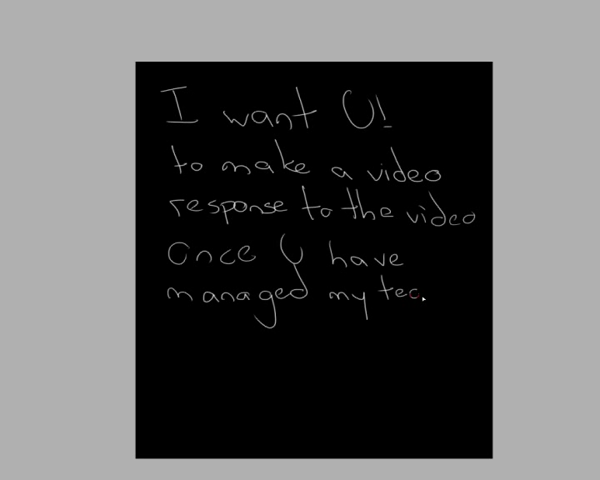 I want U!
to make a video
response to the video
once U have
managed my tec